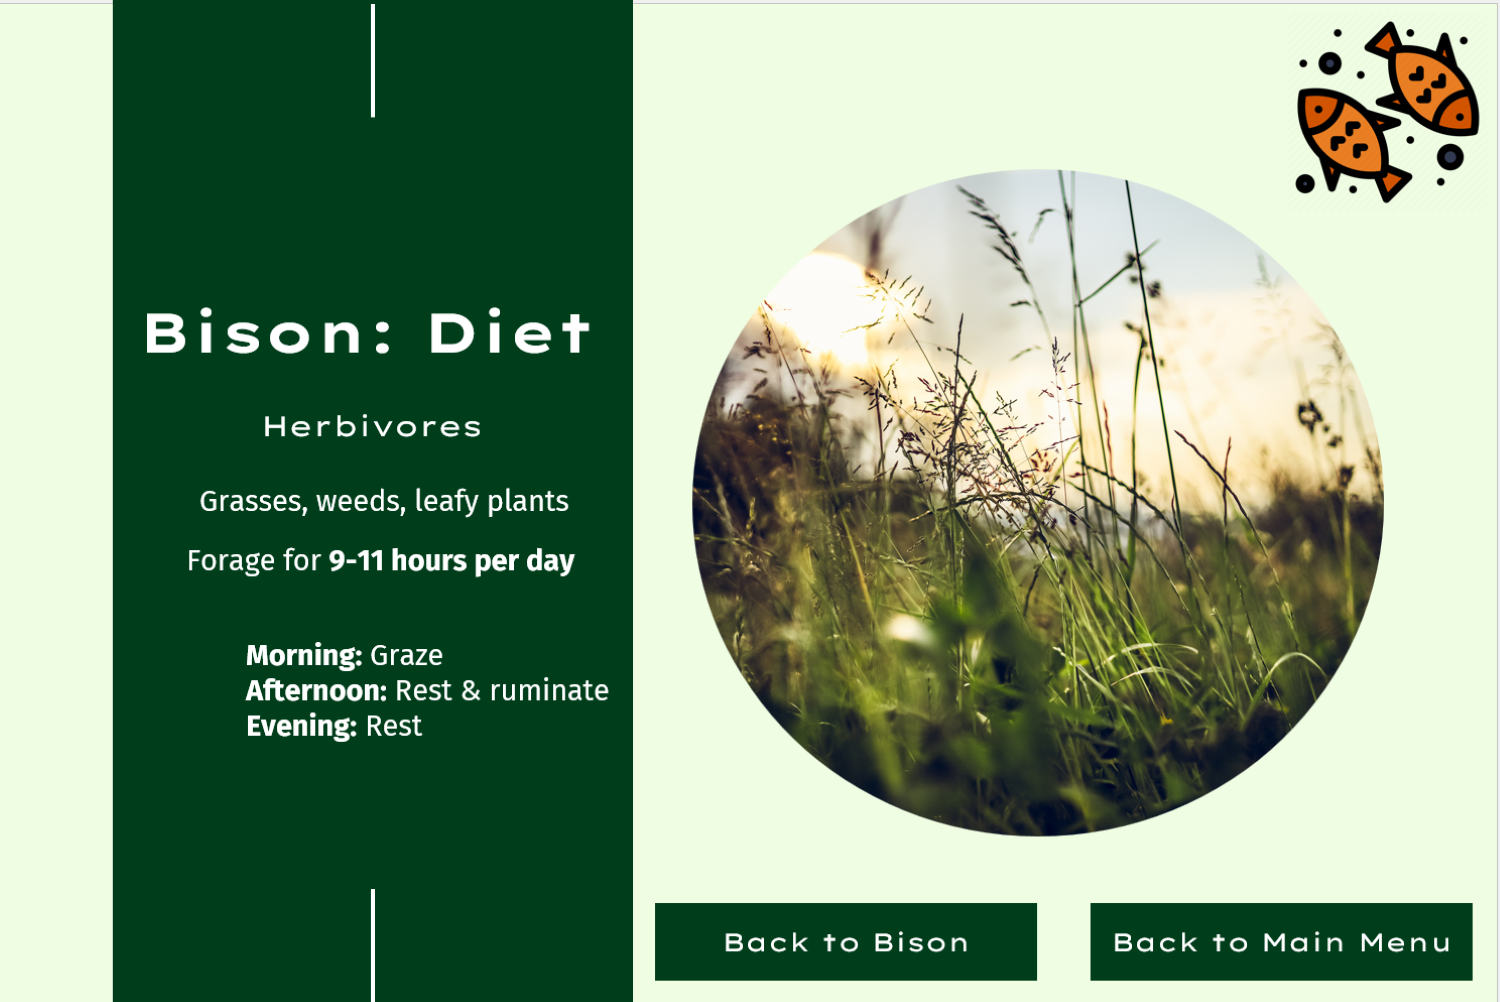 Bison: Diet
Herbivores
Grasses, weeds, leafy plants
Forage for 9-11 hours per day
Morning: Graze
Afternoon: Rest & ruminate
Evening: Rest
Back to Bison
Back to Main Menu